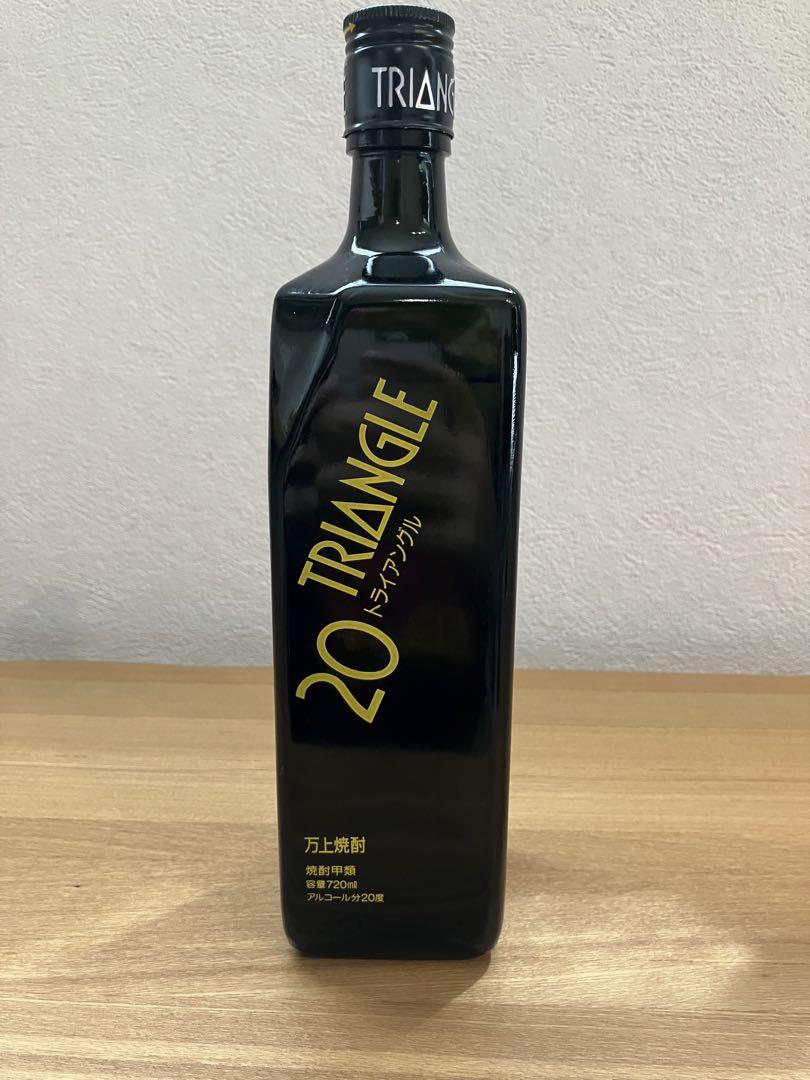 TRIANGLE
20 TRIANGLE
トライアングル
万上焼酎
焼酎甲類
容量720mℓ
アルコール分20度